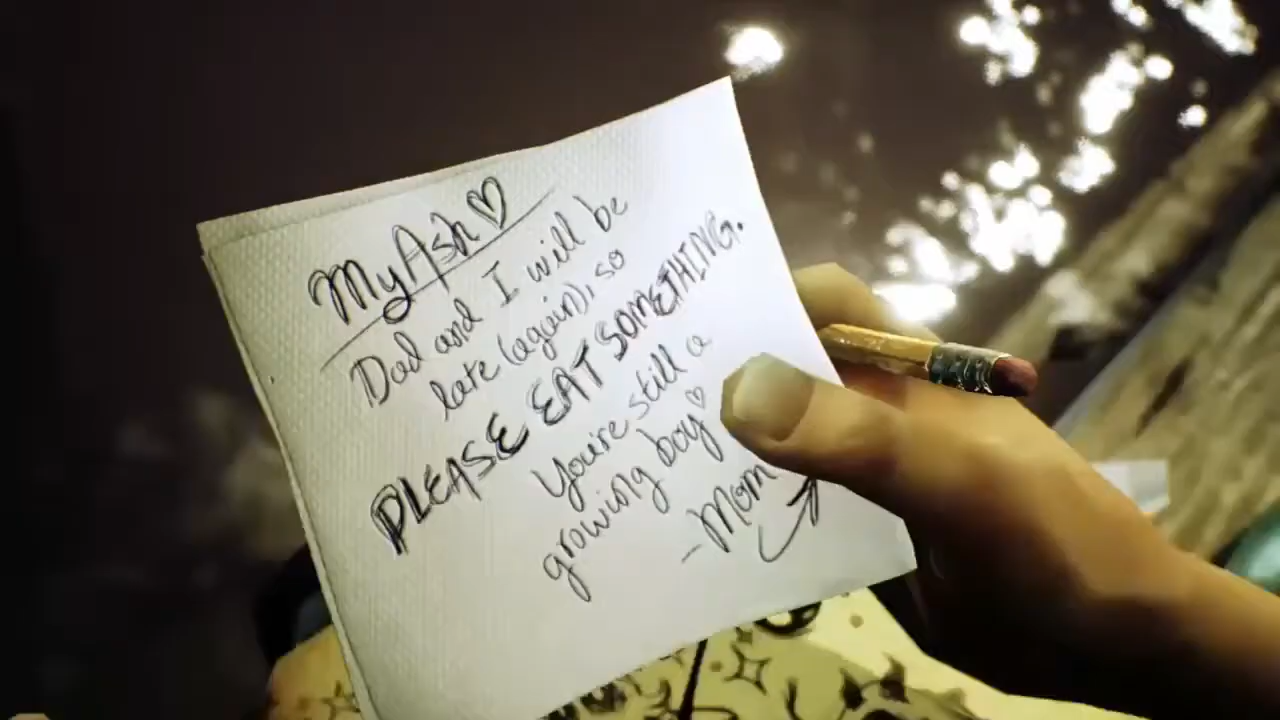 My Ash ♡
Dad and I will be
late (again), so
PLEASE EAT SOMETHING.
You're still a
growing boy ♡
-Mom